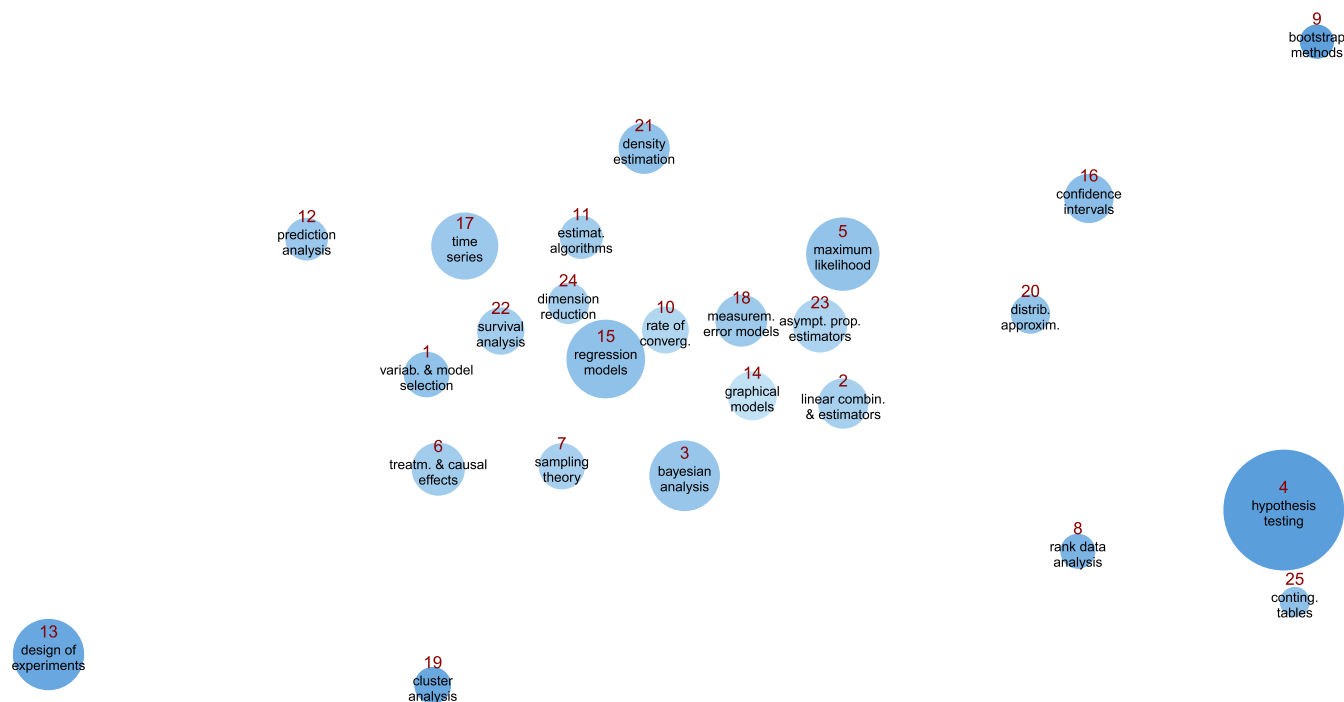 9
bootstrap
methods
21
density
estimation
16
confidence
intervals
12
prediction
analysis
17
time
series
11
estimat.
algorithms
5
maximum
likelihood
24
dimension
reduction
22
survival
analysis
10
rate of
converg.
18
measurem.
error models
23
asympt. prop.
estimators
20
distrib.
approxim.
15
regression
models
1
variab. & model
selection
14
graphical
models
2
linear combin.
& estimators
6
treatm. & causal
effects
7
sampling
theory
3
bayesian
analysis
4
hypothesis
testing
8
rank data
analysis
25
conting.
tables
13
design of
experiments
19
cluster
analysis